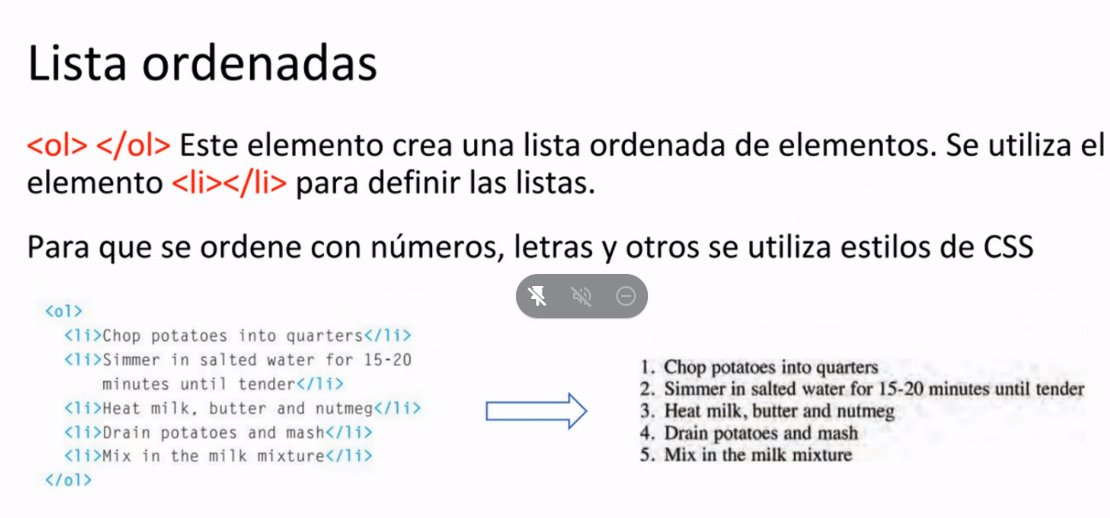 Lista ordenadas
<ol> </ol> Este elemento crea una lista ordenada de elementos. Se utiliza el
elemento <li></li> para definir las listas.
Para que se ordene con números, letras y otros se utiliza estilos de CSS
<ol>
<li>Chop potatoes into quarters</li>
<li>Simmer in salted water for 15-20
minutes until tender</li>
<li>Heat milk, butter and nutmeg</li>
<li>Drain potatoes and mash</li>
<li>Mix in the milk mixture</li>
</ol>
1. Chop potatoes into quarters
2. Simmer in salted water for 15-20 minutes until tender
3. Heat milk, butter and nutmeg
4. Drain potatoes and mash
5. Mix in the milk mixture